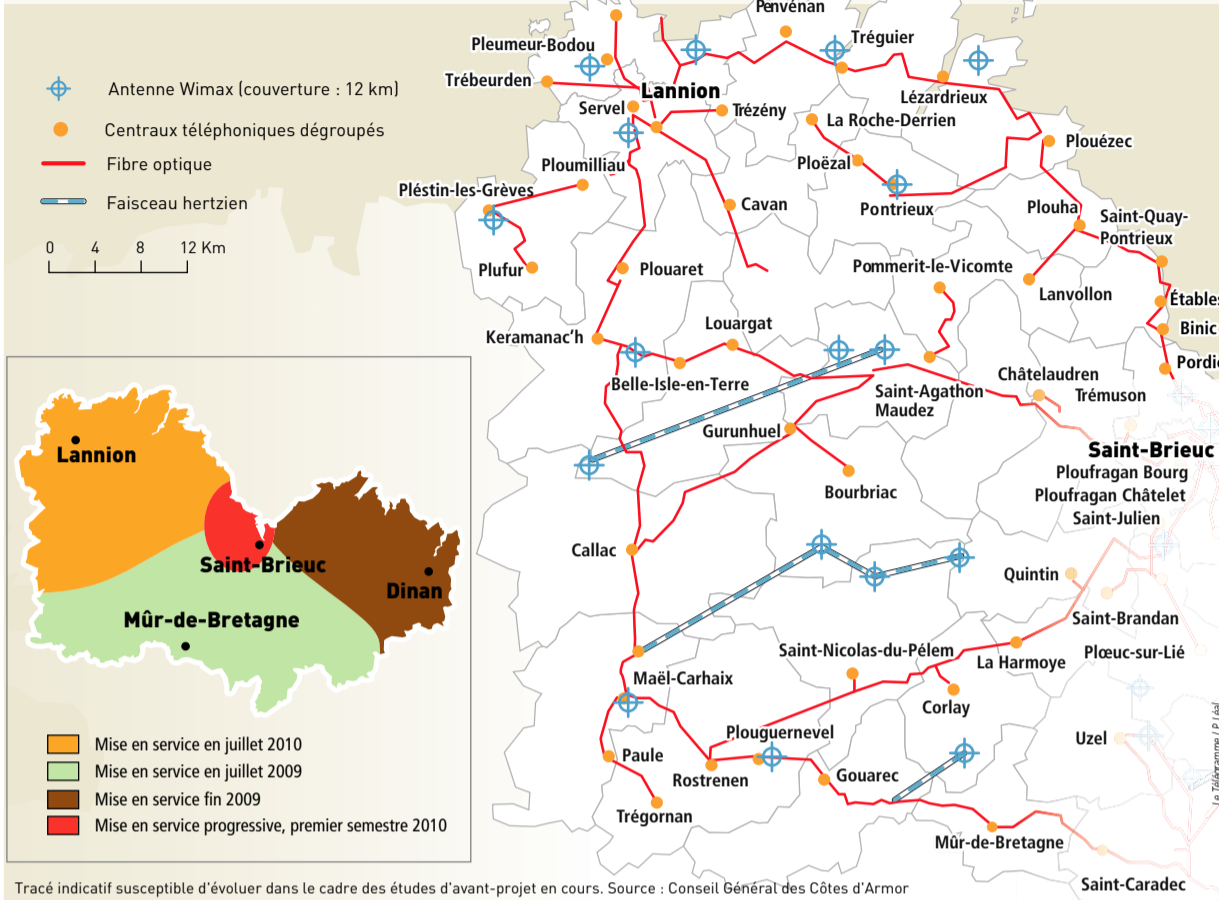 Antenne Wimax (couverture : 12 km)
Centraux téléphoniques dégroupés
Fibre optique
Faisceau hertzien
0 4 8 12 Km
Penvénan
Pleumeur-Bodou
Tréguier
Trébeurden
Lannion
Lézardrieux
Servel
Trézény
La Roche-Derrien
Plouézec
Ploumilliau
Ploëzal
Pléstin-les-Grèves
Cavan
Pontrieux
Plouha
Saint-Quay-
Pontrieux
Plufur
Plouaret
Pommerit-le-Vicomte
Lanvollon
Établès
Binic
Keramanac'h
Louargat
Pordic
Belle-Isle-en-Terre
Saint-Agathon
Maudez
Châtelaudren
Trémuson
Gurunhuel
Saint-Brieuc
Ploufragan Bourg
Ploufragan Châtelet
Saint-Julien
Bourbriac
Callac
Quintin
Saint-Brandan
Saint-Nicolas-du-Pélem
La Harmoye
Plœuc-sur-Lié
Maël-Carhaix
Corlay
Plouguernevel
Uzel
Paule
Rostrenen
Gouarec
Trégornan
Mûr-de-Bretagne
Saint-Caradec
Le Télégramme / P. Léal
Lannion
Saint-Brieuc
Dinan
Mûr-de-Bretagne
Mise en service en juillet 2010
Mise en service en juillet 2009
Mise en service fin 2009
Mise en service progressive, premier semestre 2010
Tracé indicatif susceptible d'évoluer dans le cadre des études d'avant-projet en cours. Source : Conseil Général des Côtes d'Armor